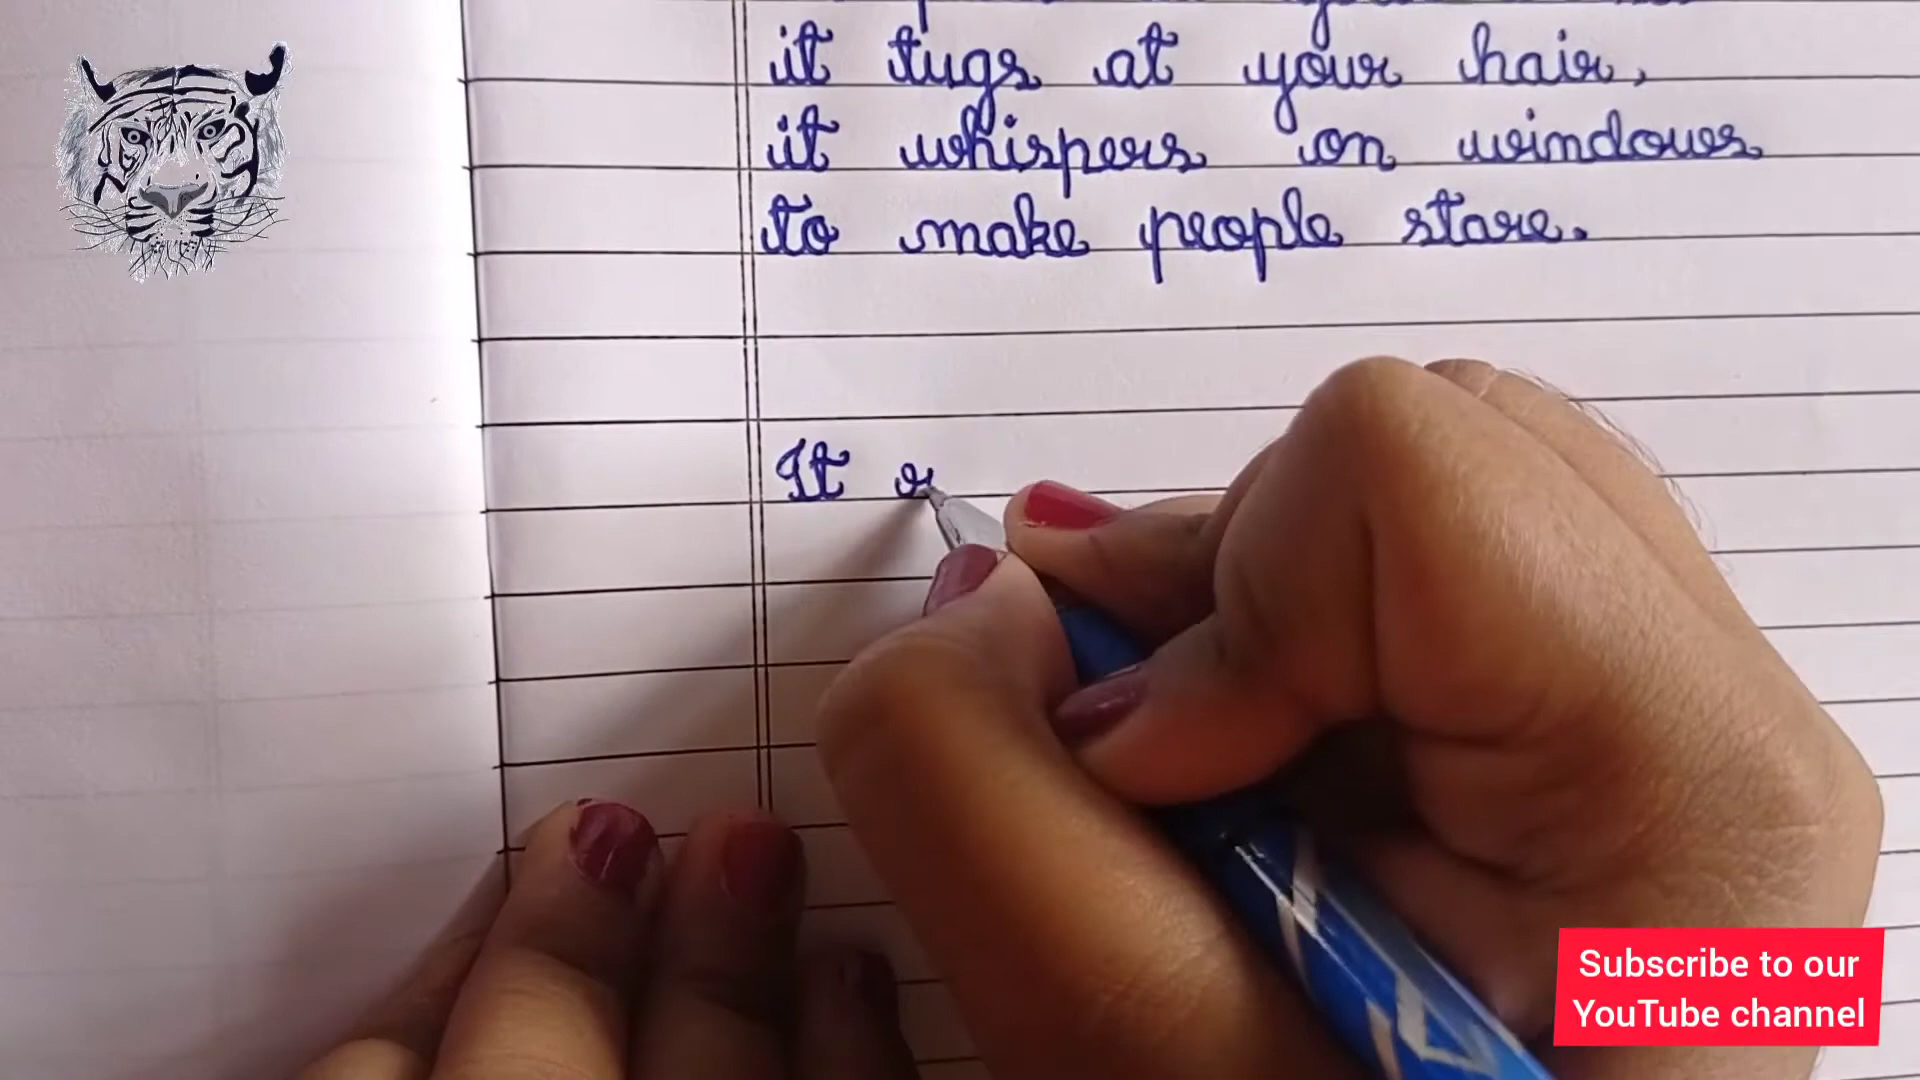 it tugs at your hair,
it whispers on windows
to make people stare.
It
Subscribe to our
YouTube channel